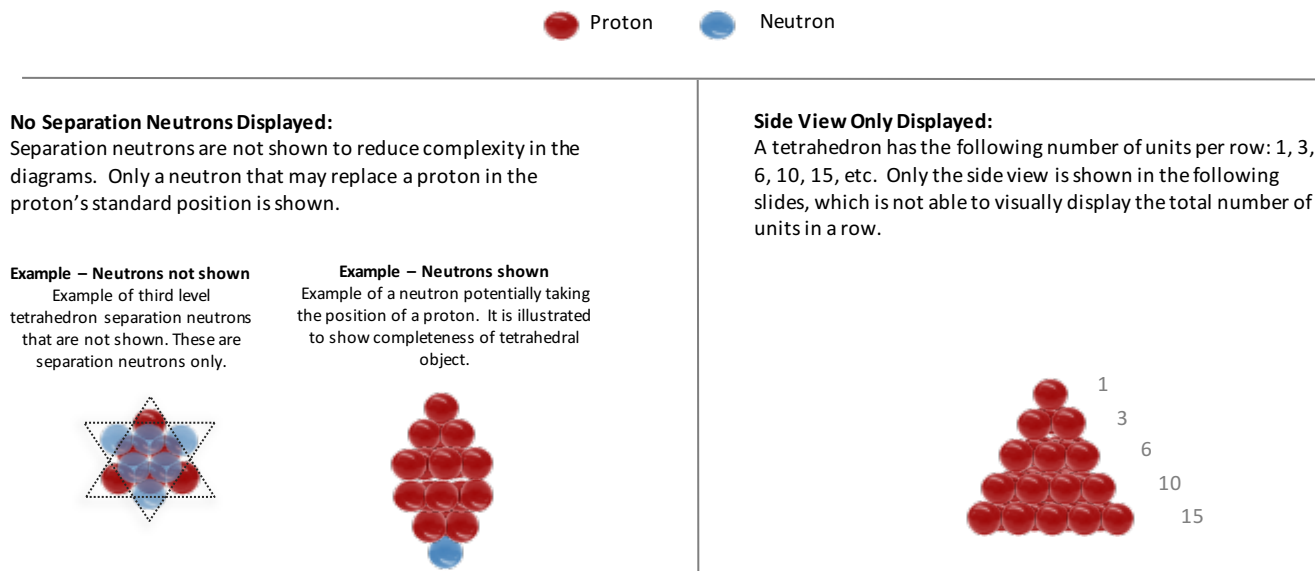 Proton
Neutron
No Separation Neutrons Displayed:
Separation neutrons are not shown to reduce complexity in the
diagrams. Only a neutron that may replace a proton in the
proton's standard position is shown.
Example – Neutrons not shown
Example of third level
tetrahedron separation neutrons
that are not shown. These are
separation neutrons only.
Example – Neutrons shown
Example of a neutron potentially taking
the position of a proton. It is illustrated
to show completeness of tetrahedral
object.
Side View Only Displayed:
A tetrahedron has the following number of units per row: 1, 3,
6, 10, 15, etc. Only the side view is shown in the following
slides, which is not able to visually display the total number of
units in a row.
1
3
6
10
15